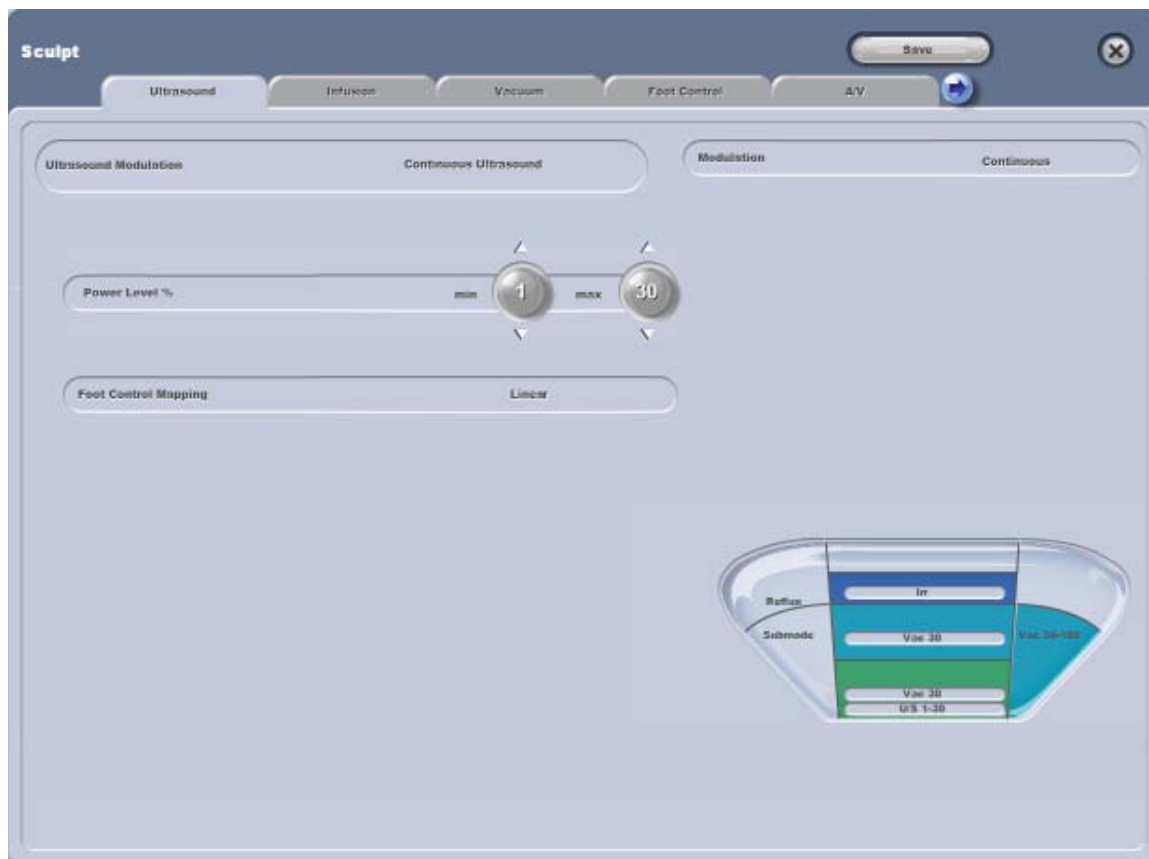 Sculpt
Save
Ultrasound Infusion Vacuum Foot Control A/V
Ultrasound Modulation Continuous Ultrasound
Modulation Continuous
Power Level % min 1 max 30
Foot Control Mapping Linear
Reflux
Irr
Submode
Vac 30
Vac 30
U/S 1-30